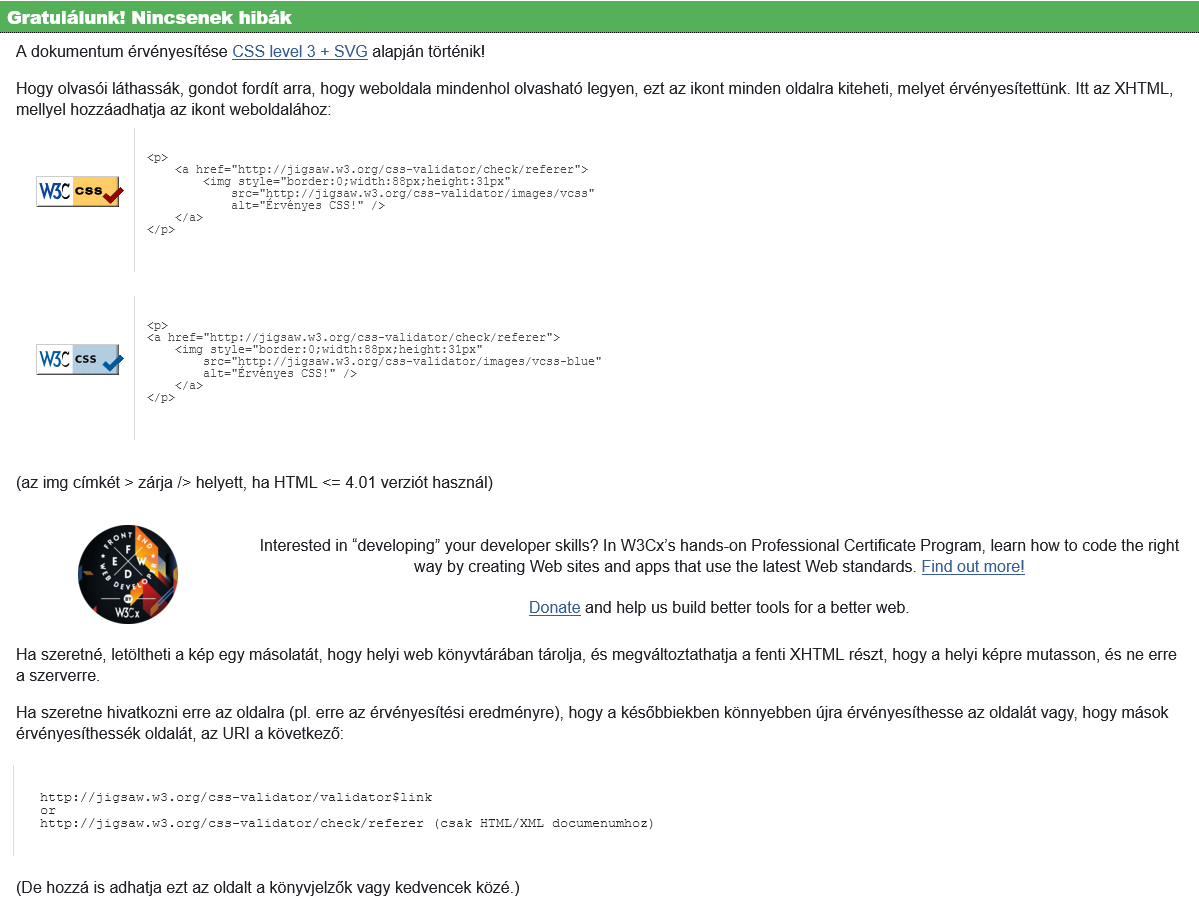 Gratulálunk! Nincsenek hibák
A dokumentum érvényesítése CSS level 3 + SVG alapján történik!
Hogy olvasói láthassák, gondot fordít arra, hogy weboldala mindenhol olvasható legyen, ezt az ikont minden oldalra kiteheti, melyet érvényesítettünk. Itt az XHTML,
mellyel hozzáadhatja az ikont weboldalához:
W3C css
<p>
<a href="http://jigsaw.w3.org/css-validator/check/referer">
<img style="border:0;width:88px;height:31px"
src="http://jigsaw.w3.org/css-validator/images/vcss"
alt="Érvényes CSS!" />
</a>
</p>
W3C css
<p>
<a href="http://jigsaw.w3.org/css-validator/check/referer">
<img style="border:0;width:88px;height:31px"
src="http://jigsaw.w3.org/css-validator/images/vcss-blue"
alt="Érvényes CSS!" />
</a>
</p>
(az img címkét > zárja /> helyett, ha HTML <= 4.01 verziót használ)
FRONT END
WEB DEVELOPER
F E W D
BY
W3Cx
Interested in “developing” your developer skills? In W3Cx’s hands-on Professional Certificate Program, learn how to code the right
way by creating Web sites and apps that use the latest Web standards. Find out more!
Donate and help us build better tools for a better web.
Ha szeretné, letöltheti a kép egy másolatát, hogy helyi web könyvtárában tárolja, és megváltoztathatja a fenti XHTML részt, hogy a helyi képre mutasson, és ne erre
a szerverre.
Ha szeretne hivatkozni erre az oldalra (pl. erre az érvényesítési eredményre), hogy a későbbiekben könnyebben újra érvényesíthesse az oldalát vagy, hogy mások
érvényesíthessék oldalát, az URI a következő:
http://jigsaw.w3.org/css-validator/validator$link
or
http://jigsaw.w3.org/css-validator/check/referer (csak HTML/XML documenumhoz)
(De hozzá is adhatja ezt az oldalt a könyvjelzők vagy kedvencek közé.)